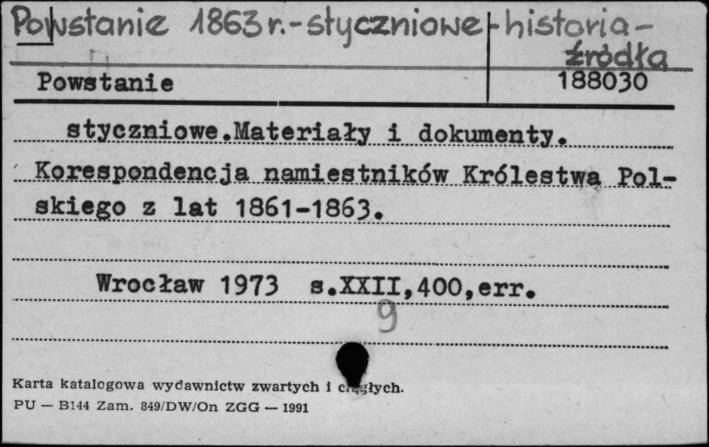 Powstanie 1863 r.-styczniowe-historia-
źródła
Powstanie 188030
styczniowe.Materiały i dokumenty.
Korespondencja namiestników Królestwa Pol-
skiego z lat 1861-1863.
Wrocław 1973 s.XXII,400,err.
9
Karta katalogowa wydawnictw zwartych i ciągłych.
PU — B144 Zam. 849/DW/On ZGG — 1991